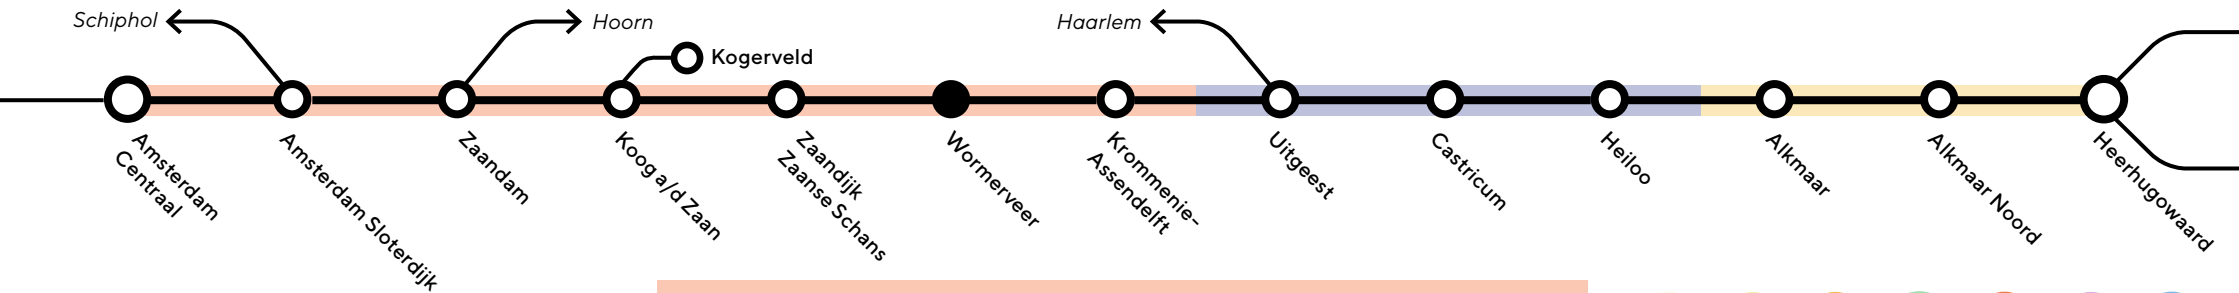 Schiphol
Hoorn
Haarlem
Kogerveld
Amsterdam
Centraal
Amsterdam Sloterdijk
Zaandam
Koog a/d Zaan
Zaandijk
Zaanse Schans
Wormerveer
Krommenie-
Assendelft
Uitgeest
Castricum
Heiloo
Alkmaar
Alkmaar Noord
Heerhugowaard